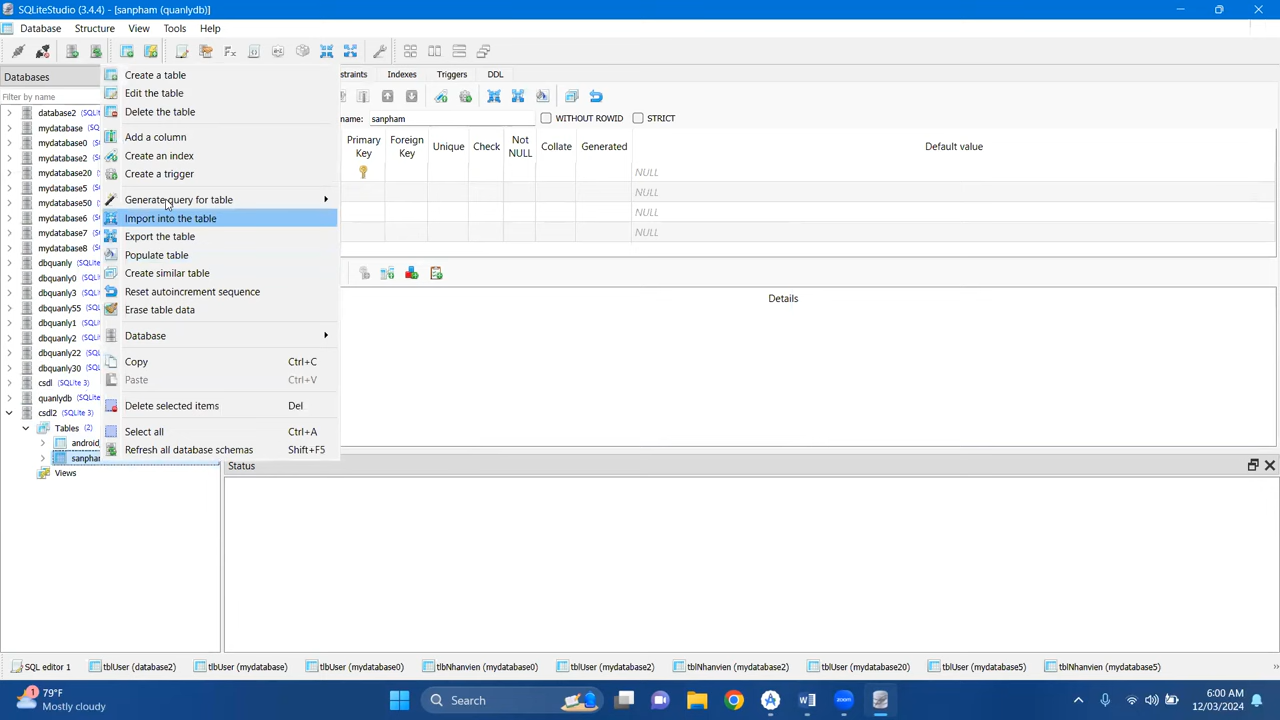 SQLiteStudio (3.4.4) - [sanpham (quanlydb)]
Database Structure View Tools Help
Databases
Filter by name
database2 (SQLi
mydatabase
mydatabase0
mydatabase2
mydatabase20
mydatabase5
mydatabase50
mydatabase6
mydatabase7
mydatabase8
dbquanly (SQLi
dbquanly0
dbquanly3
dbquanly55
dbquanly1
dbquanly2
dbquanly22
dbquanly30
csdl (SQLite 3)
quanlydb
csdl2 (SQLite 3)
Tables (2)
android
sanphar
Views
Create a table
Edit the table
Delete the table
Add a column
Create an index
Create a trigger
Generate query for table
Import into the table
Export the table
Populate table
Create similar table
Reset autoincrement sequence
Erase table data
Database
Copy Ctrl+C
Paste Ctrl+V
Delete selected items Del
Select all Ctrl+A
Refresh all database schemas Shift+F5
straints Indexes Triggers DDL
name: sanpham WITHOUT ROWID STRICT
Primary Key Foreign Key Unique Check Not NULL Collate Generated Default value
NULL
NULL
NULL
NULL
Details
Status
SQL editor 1 tblUser (database2) tblUser (mydatabase) tblUser (mydatabase0) tblNhanvien (mydatabase0) tblUser (mydatabase2) tblNhanvien (mydatabase2) tblUser (mydatabase20) tblUser (mydatabase5) tblNhanvien (mydatabase5)
1
79°F
Mostly cloudy
Search
6:00 AM
12/03/2024